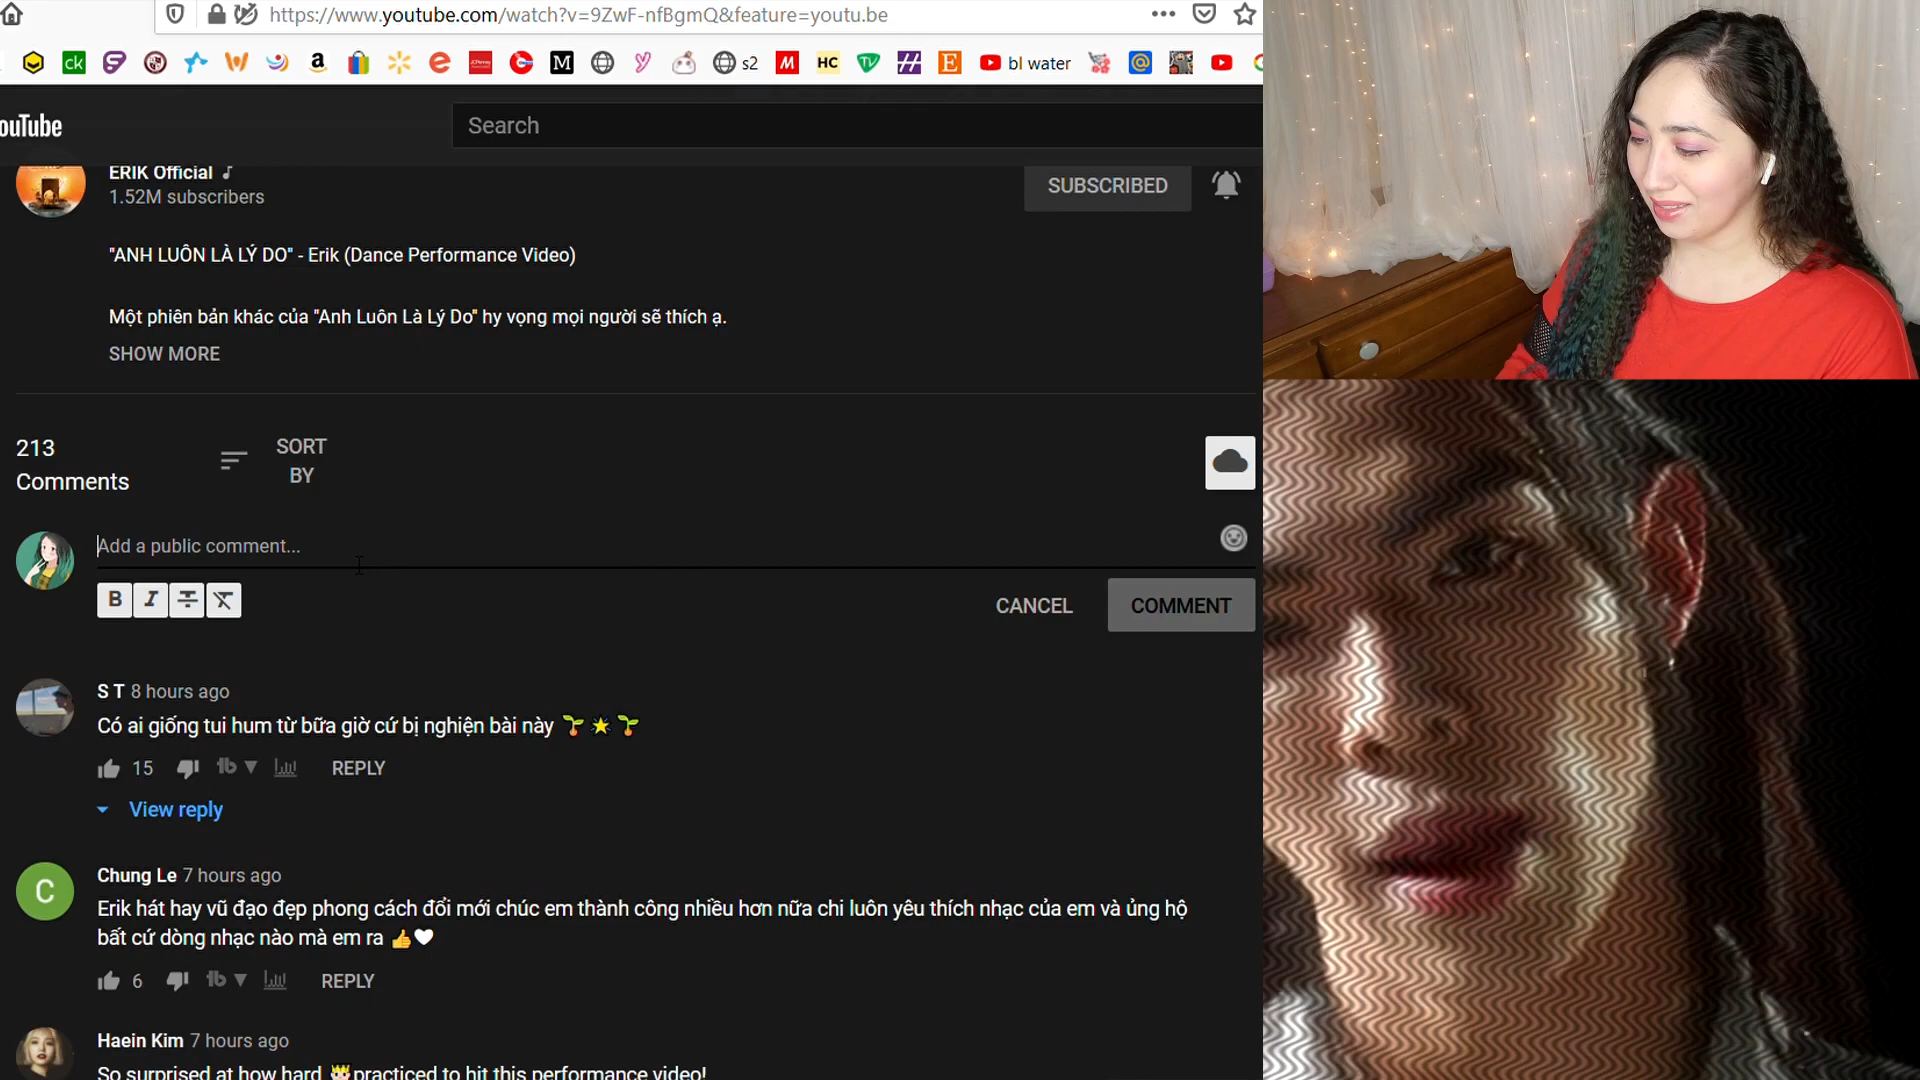 https://www.youtube.com/watch?v=9ZwF-nfBgmQ&feature=youtu.be
ck
s2
HC
TV
bl water
ouTube
Search
ERIK Official
1.52M subscribers
SUBSCRIBED
"ANH LUÔN LÀ LÝ DO" - Erik (Dance Performance Video)
Một phiên bản khác của "Anh Luôn Là Lý Do" hy vọng mọi người sẽ thích ạ.
SHOW MORE
213
Comments
SORT
BY
Add a public comment...
B I
CANCEL
COMMENT
S T 8 hours ago
Có ai giống tui hum từ bữa giờ cứ bị nghiện bài này 🌱 ⭐ 🌱
15
REPLY
View reply
C
Chung Le 7 hours ago
Erik hát hay vũ đạo đẹp phong cách đổi mới chúc em thành công nhiều hơn nữa chi luôn yêu thích nhạc của em và ủng hộ
bất cứ dòng nhạc nào mà em ra 👍🤍
6
REPLY
Haein Kim 7 hours ago
So surprised at how hard 🤴practiced to hit this performance video!